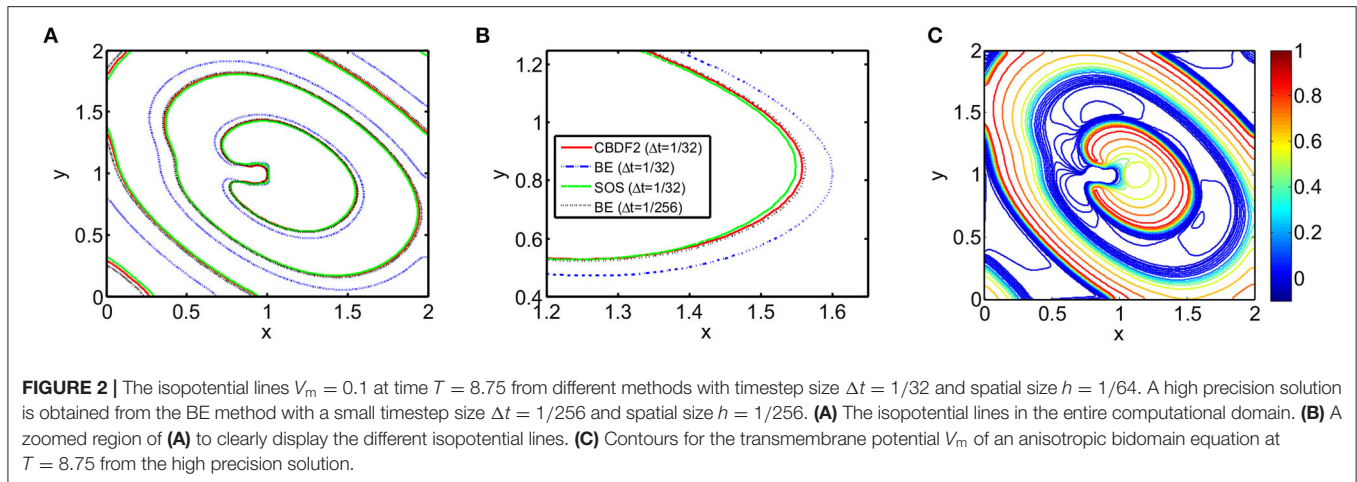 A
B
C
2
1.5
1
0.5
0
y
0
0.5
1
1.5
2
x
1.2
1
0.8
0.6
0.4
y
CBDF2 (Δt=1/32)
BE (Δt=1/32)
SOS (Δt=1/32)
BE (Δt=1/256)
1.2
1.3
1.4
1.5
1.6
x
2
1.5
1
0.5
0
y
0
0.5
1
1.5
2
x
1
0.8
0.6
0.4
0.2
0
FIGURE 2 | The isopotential lines Vm = 0.1 at time T = 8.75 from different methods with timestep size Δt = 1/32 and spatial size h = 1/64. A high precision solution
is obtained from the BE method with a small timestep size Δt = 1/256 and spatial size h = 1/256. (A) The isopotential lines in the entire computational domain. (B) A
zoomed region of (A) to clearly display the different isopotential lines. (C) Contours for the transmembrane potential Vm of an anisotropic bidomain equation at
T = 8.75 from the high precision solution.